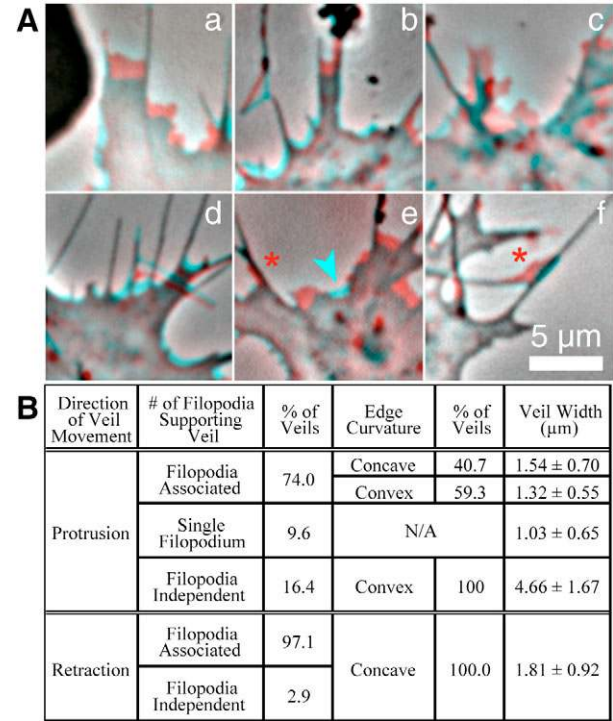 A
a
b
c
d
*
e
*
f
5 µm
B
Direction of Veil Movement | # of Filopodia Supporting Veil | % of Veils | Edge Curvature | % of Veils | Veil Width (µm)
Protrusion | Filopodia Associated | 74.0 | Concave | 40.7 | 1.54 ± 0.70
Convex | 59.3 | 1.32 ± 0.55
Single Filopodium | 9.6 | N/A | 1.03 ± 0.65
Filopodia Independent | 16.4 | Convex | 100 | 4.66 ± 1.67
Retraction | Filopodia Associated | 97.1 | Concave | 100.0 | 1.81 ± 0.92
Filopodia Independent | 2.9